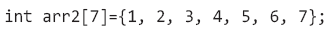 int arr2[7]={1, 2, 3, 4, 5, 6, 7};